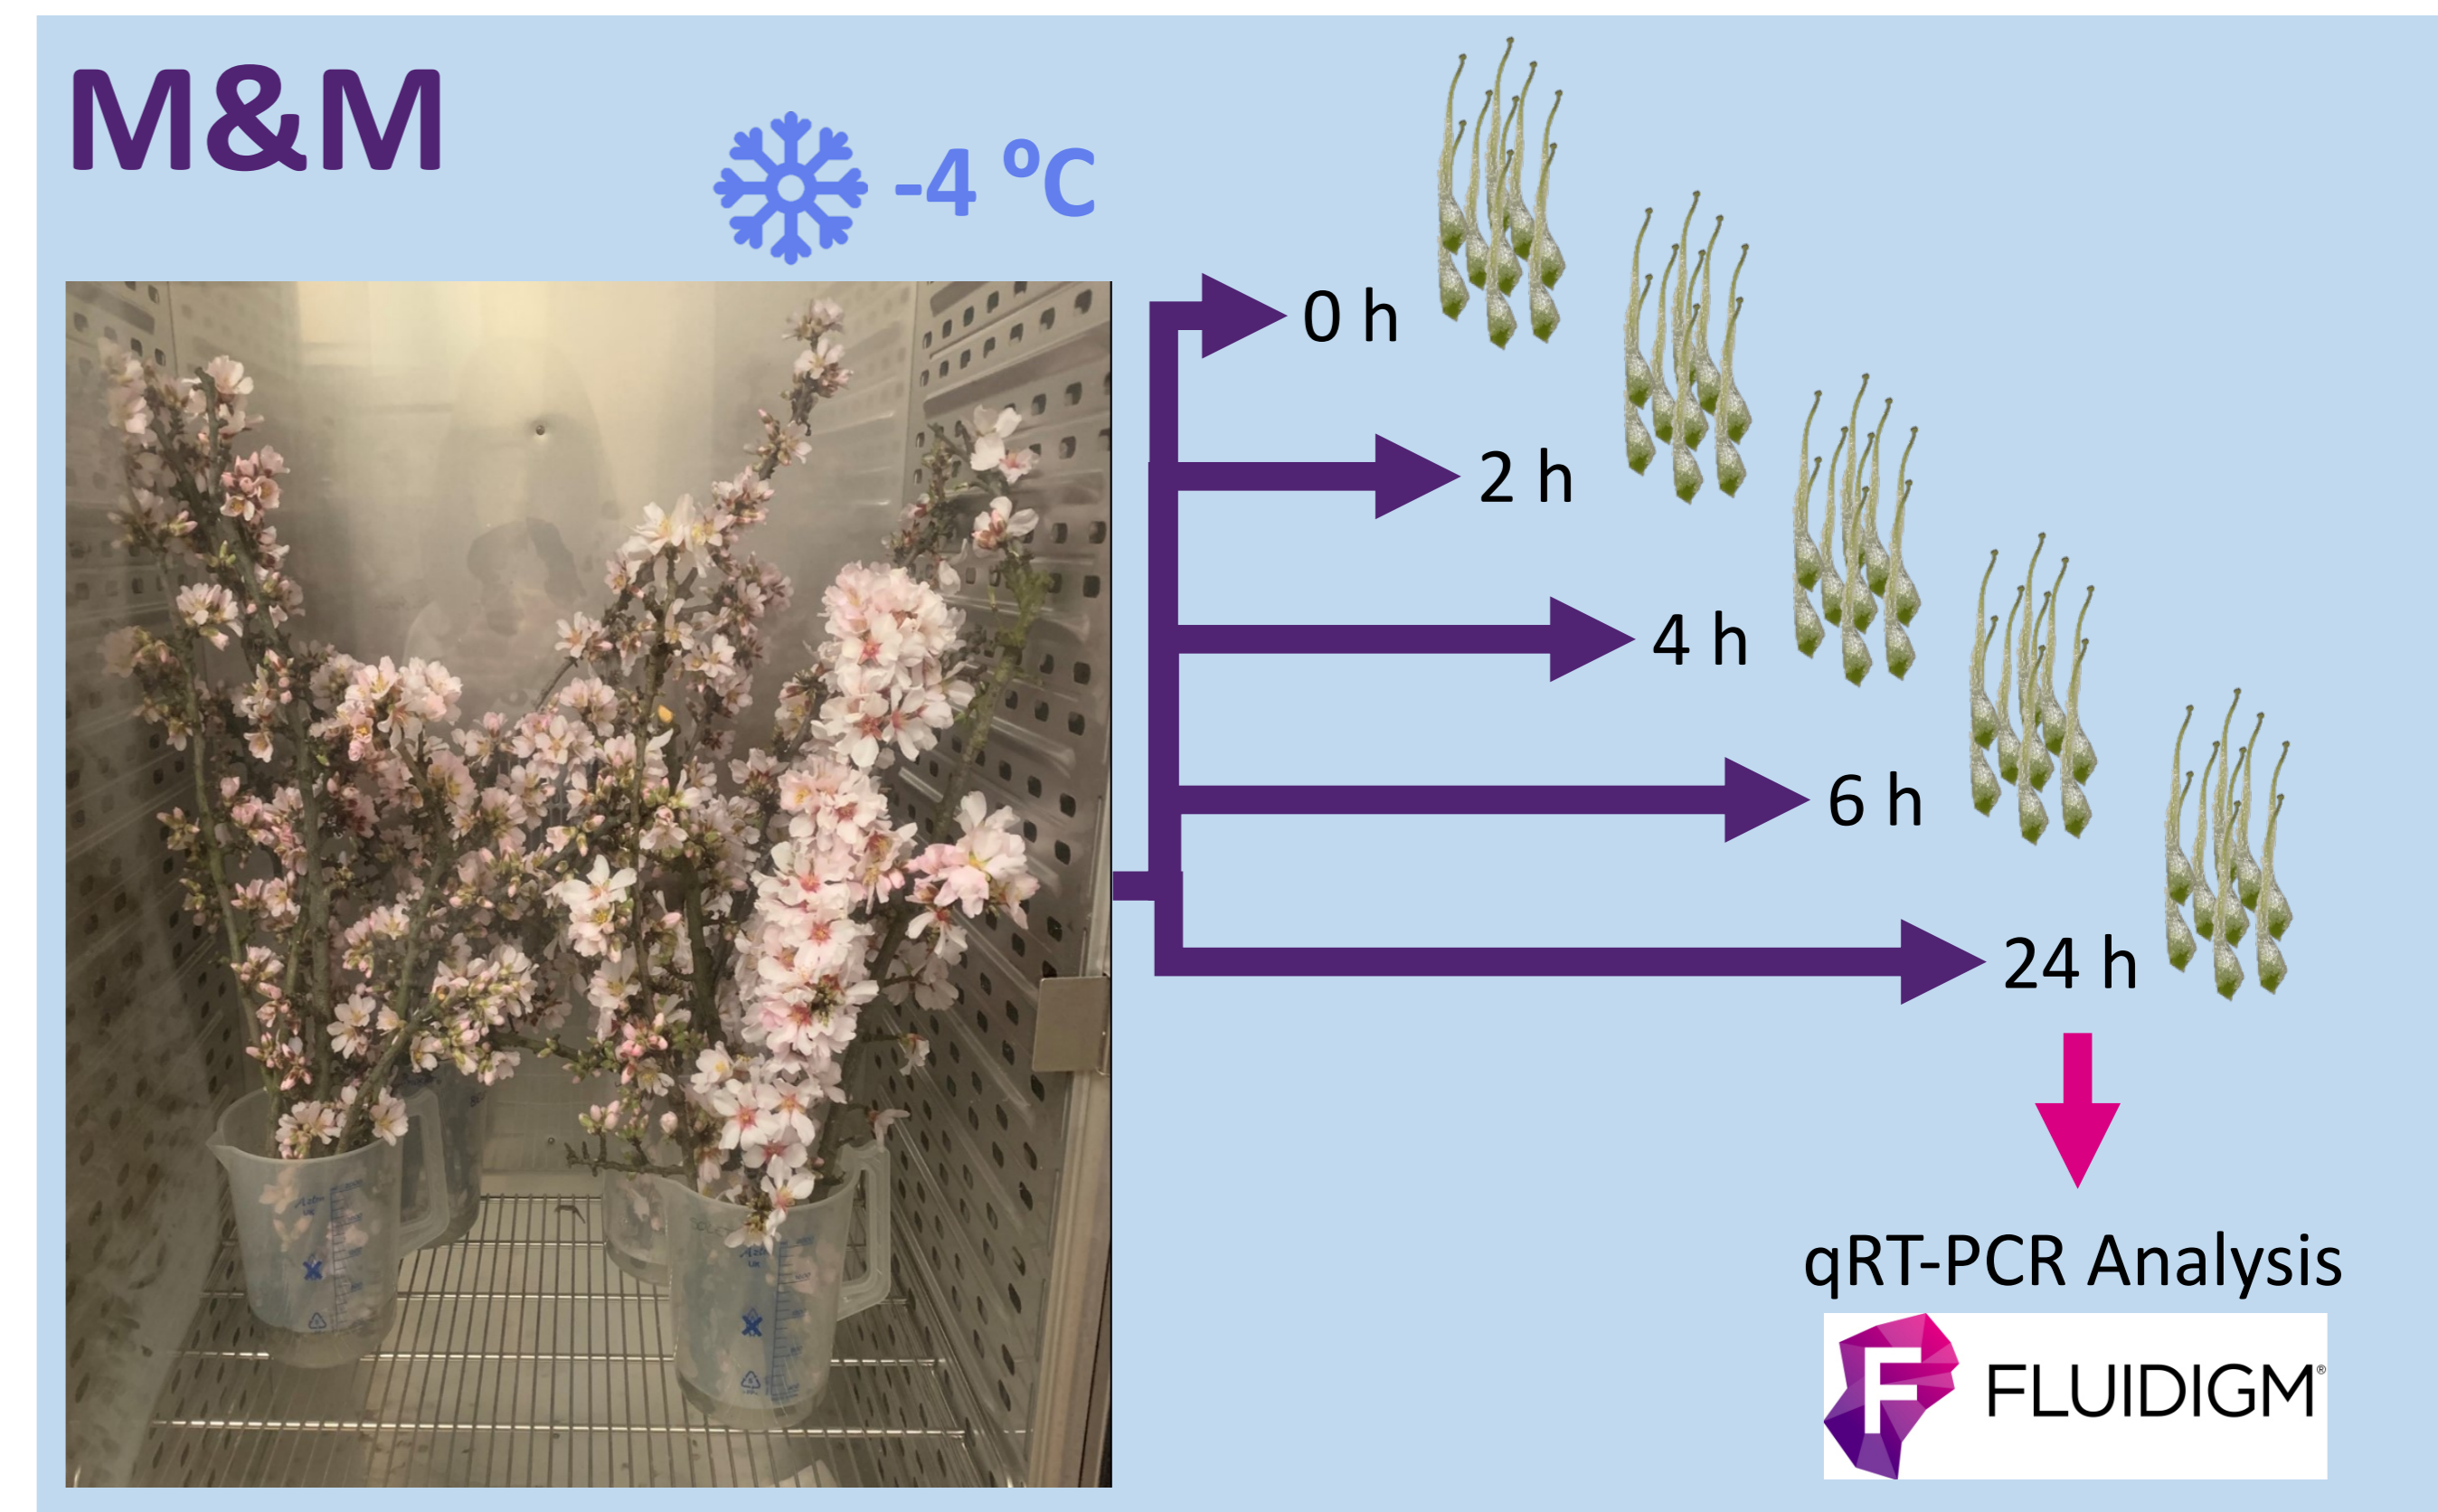 M&M
-4 ºC
0 h
2 h
4 h
6 h
24 h
qRT-PCR Analysis
F FLUIDIGM®